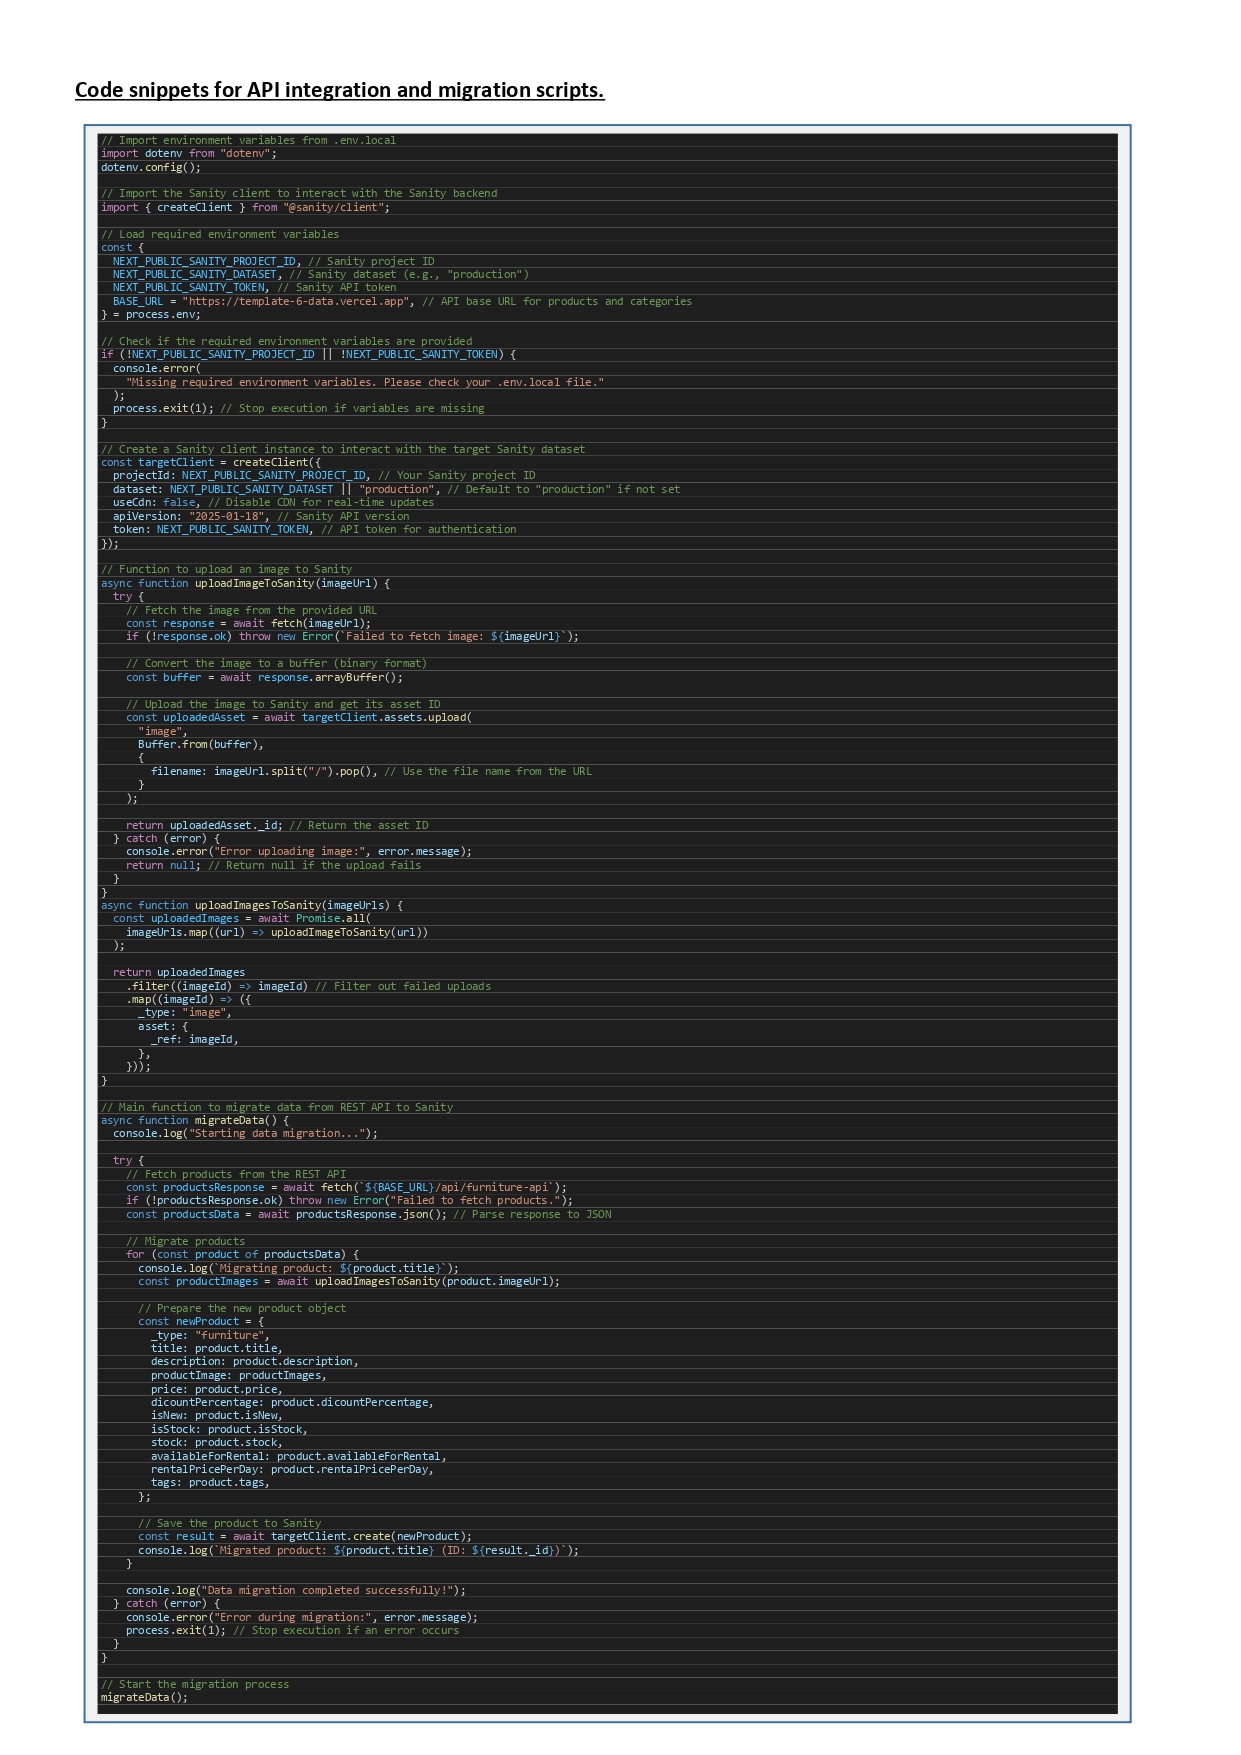 Code snippets for API integration and migration scripts.
// Import environment variables from .env.local
import dotenv from "dotenv";
dotenv.config();
// Import the Sanity client to interact with the Sanity backend
import { createClient } from "@sanity/client";
// Load required environment variables
const {
  NEXT_PUBLIC_SANITY_PROJECT_ID, // Sanity project ID
  NEXT_PUBLIC_SANITY_DATASET, // Sanity dataset (e.g., "production")
  NEXT_PUBLIC_SANITY_TOKEN, // Sanity API token
  BASE_URL = "https://template-6-data.vercel.app", // API base URL for products and categories
} = process.env;
// Check if the required environment variables are provided
if (!NEXT_PUBLIC_SANITY_PROJECT_ID || !NEXT_PUBLIC_SANITY_TOKEN) {
  console.error(
    "Missing required environment variables. Please check your .env.local file."
  );
  process.exit(1); // Stop execution if variables are missing
}
// Create a Sanity client instance to interact with the target Sanity dataset
const targetClient = createClient({
  projectId: NEXT_PUBLIC_SANITY_PROJECT_ID, // Your Sanity project ID
  dataset: NEXT_PUBLIC_SANITY_DATASET || "production", // Default to "production" if not set
  useCdn: false, // Disable CDN for real-time updates
  apiVersion: "2025-01-18", // Sanity API version
  token: NEXT_PUBLIC_SANITY_TOKEN, // API token for authentication
});
// Function to upload an image to Sanity
async function uploadImageToSanity(imageUrl) {
  try {
    // Fetch the image from the provided URL
    const response = await fetch(imageUrl);
    if (!response.ok) throw new Error(`Failed to fetch image: ${imageUrl}`);
    // Convert the image to a buffer (binary format)
    const buffer = await response.arrayBuffer();
    // Upload the image to Sanity and get its asset ID
    const uploadedAsset = await targetClient.assets.upload(
      "image",
      Buffer.from(buffer),
      {
        filename: imageUrl.split("/").pop(), // Use the file name from the URL
      }
    );
    return uploadedAsset._id; // Return the asset ID
  } catch (error) {
    console.error("Error uploading image:", error.message);
    return null; // Return null if the upload fails
  }
}
async function uploadImagesToSanity(imageUrls) {
  const uploadedImages = await Promise.all(
    imageUrls.map((url) => uploadImageToSanity(url))
  );
  return uploadedImages
    .filter((imageId) => imageId) // Filter out failed uploads
    .map((imageId) => ({
      _type: "image",
      asset: {
        _ref: imageId,
      },
    }));
}
// Main function to migrate data from REST API to Sanity
async function migrateData() {
  console.log("Starting data migration...");
  try {
    // Fetch products from the REST API
    const productsResponse = await fetch(`${BASE_URL}/api/furniture-api`);
    if (!productsResponse.ok) throw new Error("Failed to fetch products.");
    const productsData = await productsResponse.json(); // Parse response to JSON
    // Migrate products
    for (const product of productsData) {
      console.log(`Migrating product: ${product.title}`);
      const productImages = await uploadImagesToSanity(product.imageUrl);
      // Prepare the new product object
      const newProduct = {
        _type: "furniture",
        title: product.title,
        description: product.description,
        productImage: productImages,
        price: product.price,
        dicountPercentage: product.dicountPercentage,
        isNew: product.isNew,
        isStock: product.isStock,
        stock: product.stock,
        availableForRental: product.availableForRental,
        rentalPricePerDay: product.rentalPricePerDay,
        tags: product.tags,
      };
      // Save the product to Sanity
      const result = await targetClient.create(newProduct);
      console.log(`Migrated product: ${product.title} (ID: ${result._id})`);
    }
    console.log("Data migration completed successfully!");
  } catch (error) {
    console.error("Error during migration:", error.message);
    process.exit(1); // Stop execution if an error occurs
  }
}
// Start the migration process
migrateData();